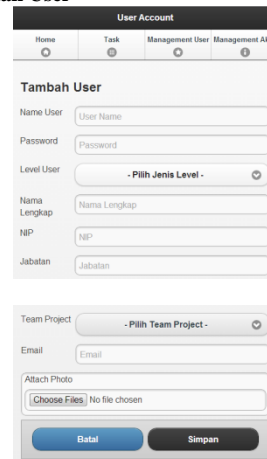 User Account
Home Task Management User Management Ak
Tambah User
Name User User Name
Password Password
Level User - Pilih Jenis Level -
Nama Lengkap Nama Lengkap
NIP NIP
Jabatan Jabatan
Team Project - Pilih Team Project -
Email Email
Attach Photo
Choose Files No file chosen
Batal Simpan